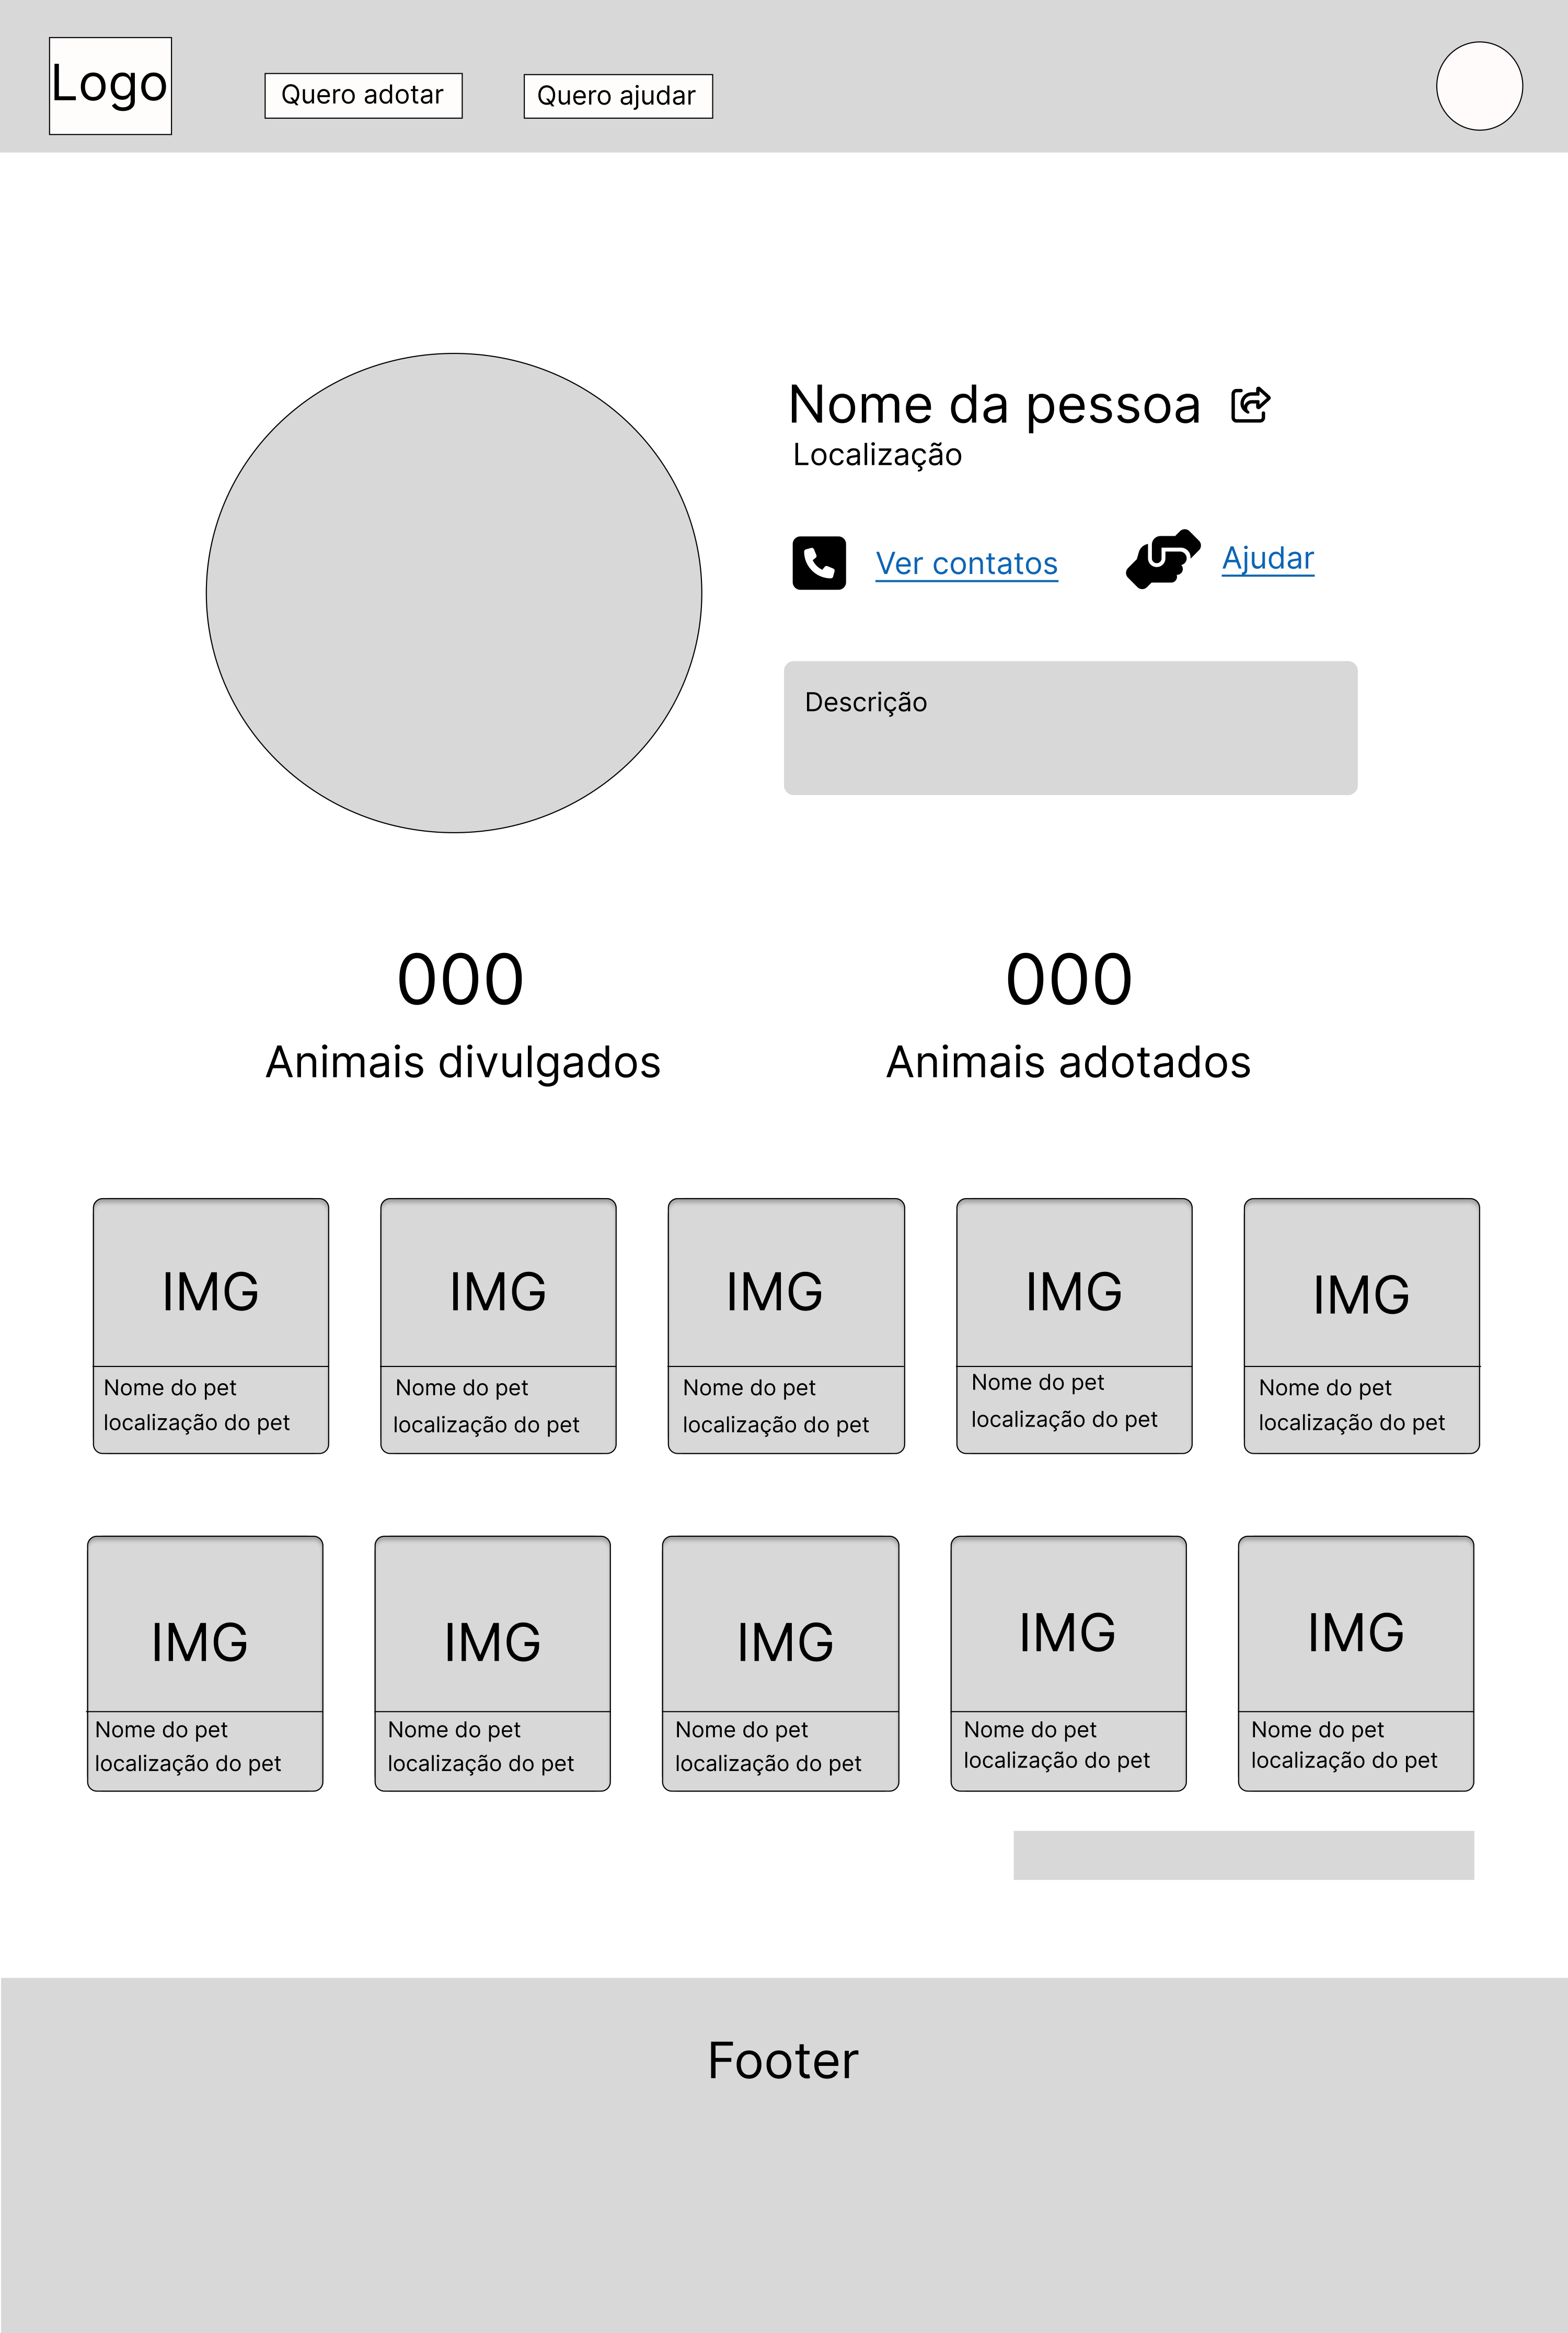 Logo
Quero adotar
Quero ajudar
Nome da pessoa
Localização
Ver contatos
Ajudar
Descrição
000
Animais divulgados
000
Animais adotados
IMG
Nome do pet
localização do pet
IMG
Nome do pet
localização do pet
IMG
Nome do pet
localização do pet
IMG
Nome do pet
localização do pet
IMG
Nome do pet
localização do pet
IMG
Nome do pet
localização do pet
IMG
Nome do pet
localização do pet
IMG
Nome do pet
localização do pet
IMG
Nome do pet
localização do pet
IMG
Nome do pet
localização do pet
Footer